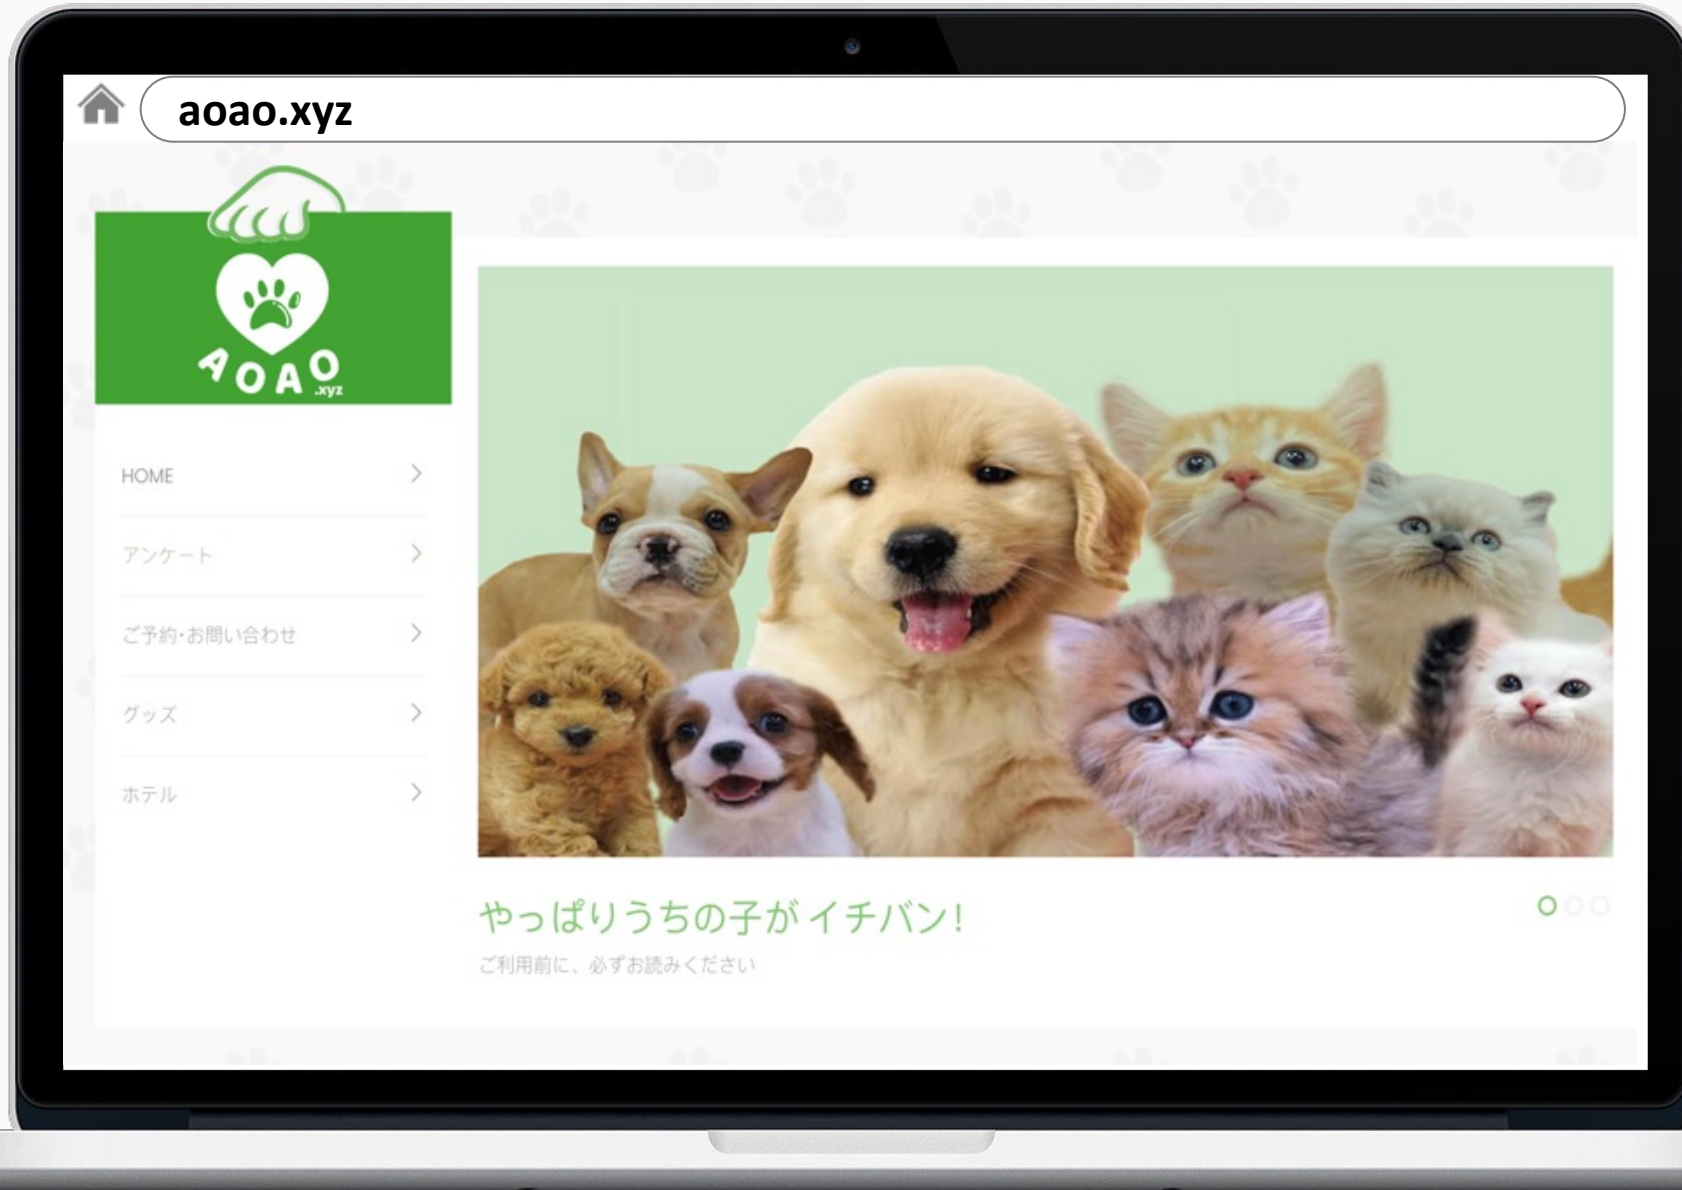 aoao.xyz
AOAO
.xyz
HOME
アンケート
ご予約・お問い合わせ
グッズ
ホテル
やっぱりうちの子がイチバン!
ご利用前に、必ずお読みください